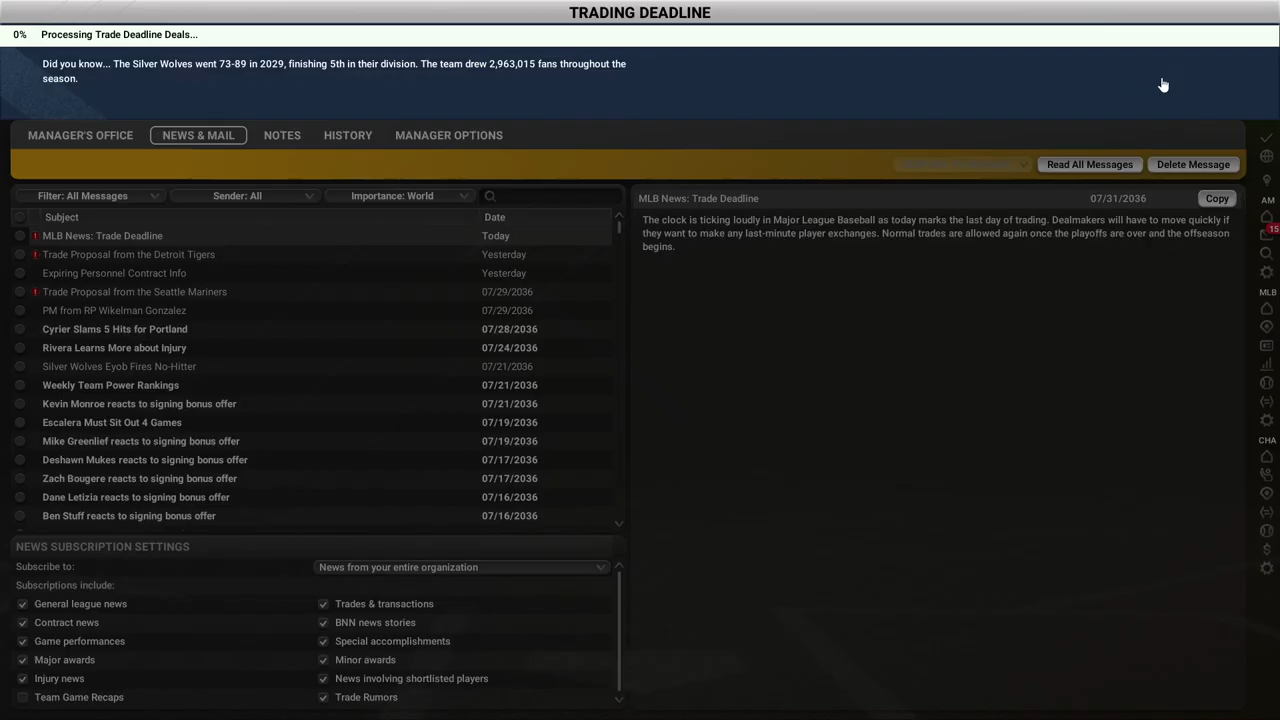 TRADING DEADLINE
0% Processing Trade Deadline Deals...
Did you know... The Silver Wolves went 73-89 in 2029, finishing 5th in their division. The team drew 2,963,015 fans throughout the
season.
MANAGER'S OFFICE NEWS & MAIL NOTES HISTORY MANAGER OPTIONS
Read All Messages Delete Message
Filter: All Messages Sender: All Importance: World
Subject Date
MLB News: Trade Deadline Today
Trade Proposal from the Detroit Tigers Yesterday
Expiring Personnel Contract Info Yesterday
Trade Proposal from the Seattle Mariners 07/29/2036
PM from RP Wikelman Gonzalez 07/29/2036
Cyrier Slams 5 Hits for Portland 07/28/2036
Rivera Learns More about Injury 07/24/2036
Silver Wolves Eyob Fires No-Hitter 07/21/2036
Weekly Team Power Rankings 07/21/2036
Kevin Monroe reacts to signing bonus offer 07/21/2036
Escalera Must Sit Out 4 Games 07/19/2036
Mike Greenlief reacts to signing bonus offer 07/19/2036
Deshawn Mukes reacts to signing bonus offer 07/17/2036
Zach Bougere reacts to signing bonus offer 07/17/2036
Dane Letizia reacts to signing bonus offer 07/16/2036
Ben Stuff reacts to signing bonus offer 07/16/2036
MLB News: Trade Deadline 07/31/2036 Copy
The clock is ticking loudly in Major League Baseball as today marks the last day of trading. Dealmakers will have to move quickly if
they want to make any last-minute player exchanges. Normal trades are allowed again once the playoffs are over and the offseason
begins.
NEWS SUBSCRIPTION SETTINGS
Subscribe to: News from your entire organization
Subscriptions include:
General league news Trades & transactions
Contract news BNN news stories
Game performances Special accomplishments
Major awards Minor awards
Injury news News involving shortlisted players
Team Game Recaps Trade Rumors
AM
15
MLB
CHA